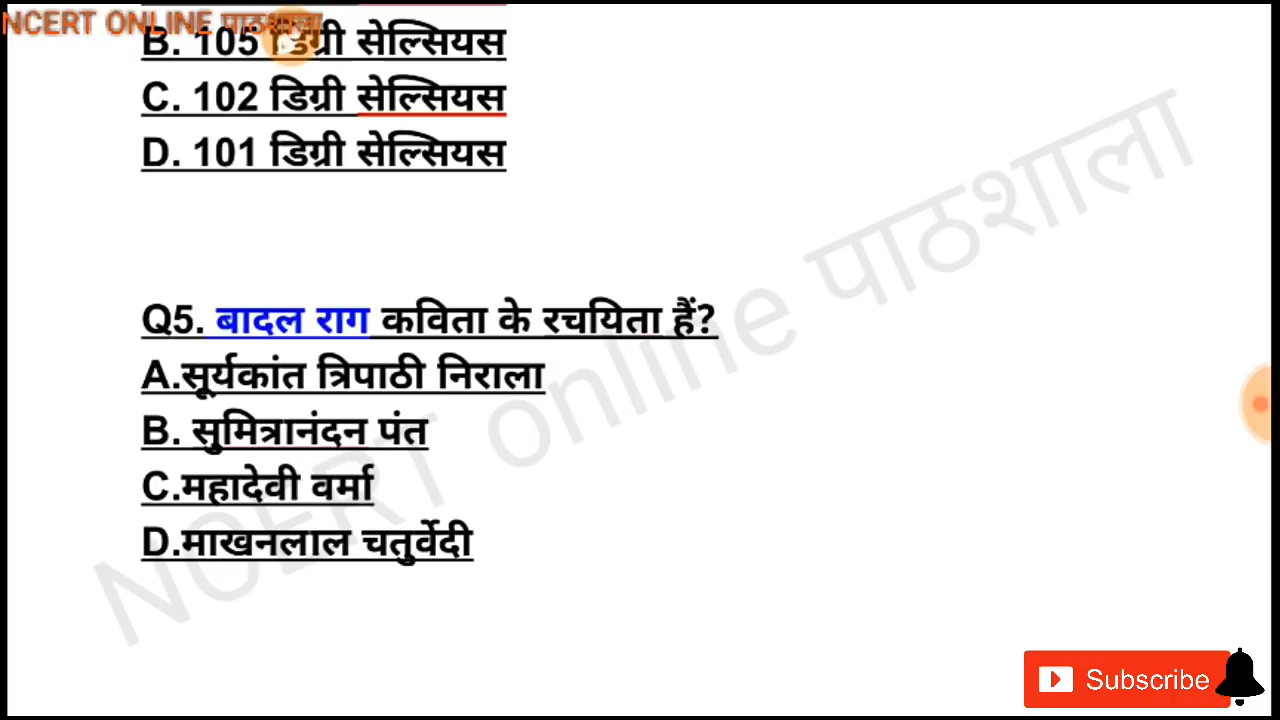 NCERT ONLINE पाठशाला
B. 105 डिग्री सेल्सियस
C. 102 डिग्री सेल्सियस
D. 101 डिग्री सेल्सियस
NCERT online पाठशाला
Q5. बादल राग कविता के रचयिता हैं?
A.सूर्यकांत त्रिपाठी निराला
B. सुमित्रानंदन पंत
C.महादेवी वर्मा
D.माखनलाल चतुर्वेदी
Subscribe